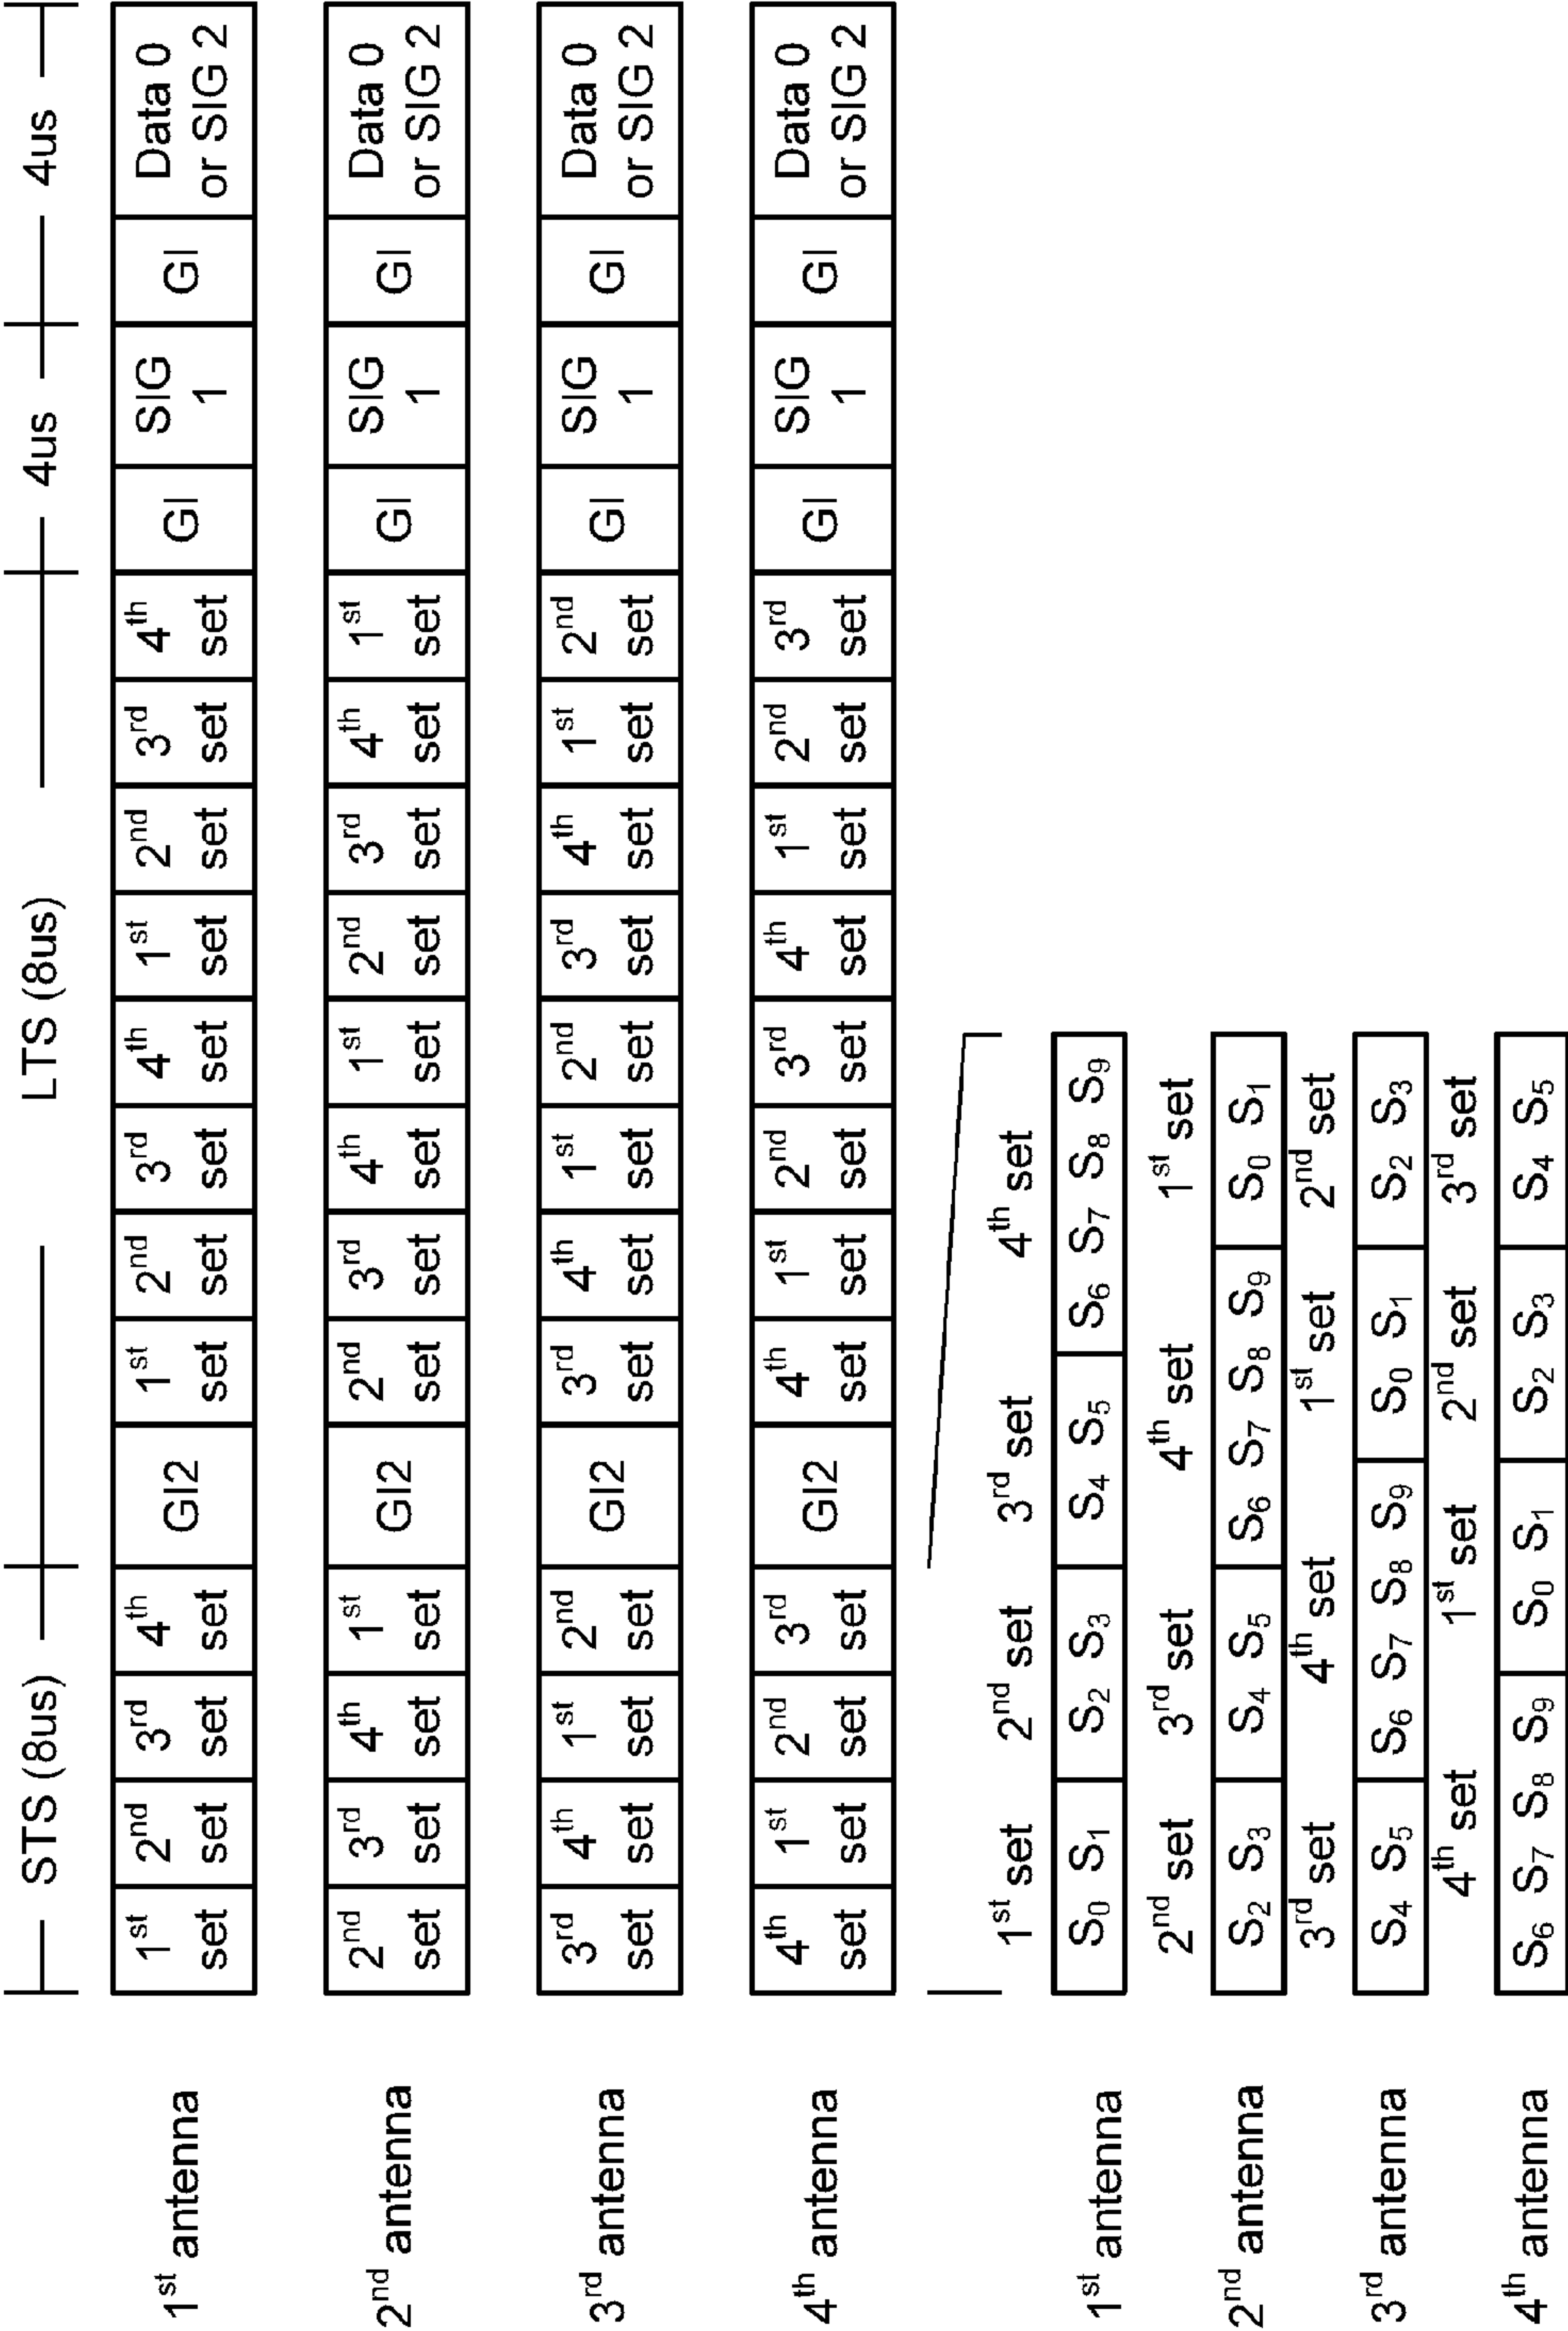 STS (8us) LTS (8us) 4us 4us
1st antenna
1st set 2nd set 3rd set 4th set GI2 1st set 2nd set 3rd set 4th set 1st set 2nd set 3rd set 4th set GI SIG 1 GI Data 0 or SIG 2
2nd antenna
2nd set 3rd set 4th set 1st set GI2 2nd set 3rd set 4th set 1st set 2nd set 3rd set 4th set 1st set GI SIG 1 GI Data 0 or SIG 2
3rd antenna
3rd set 4th set 1st set 2nd set GI2 3rd set 4th set 1st set 2nd set 3rd set 4th set 1st set 2nd set GI SIG 1 GI Data 0 or SIG 2
4th antenna
4th set 1st set 2nd set 3rd set GI2 4th set 1st set 2nd set 3rd set 4th set 1st set 2nd set 3rd set GI SIG 1 GI Data 0 or SIG 2
1st set 2nd set 3rd set 4th set
1st antenna S0 S1 S2 S3 S4 S5 S6 S7 S8 S9
2nd set 3rd set 4th set 1st set
2nd antenna S2 S3 S4 S5 S6 S7 S8 S9 S0 S1
3rd set 4th set 1st set 2nd set
3rd antenna S4 S5 S6 S7 S8 S9 S0 S1 S2 S3
4th set 1st set 2nd set 3rd set
4th antenna S6 S7 S8 S9 S0 S1 S2 S3 S4 S5